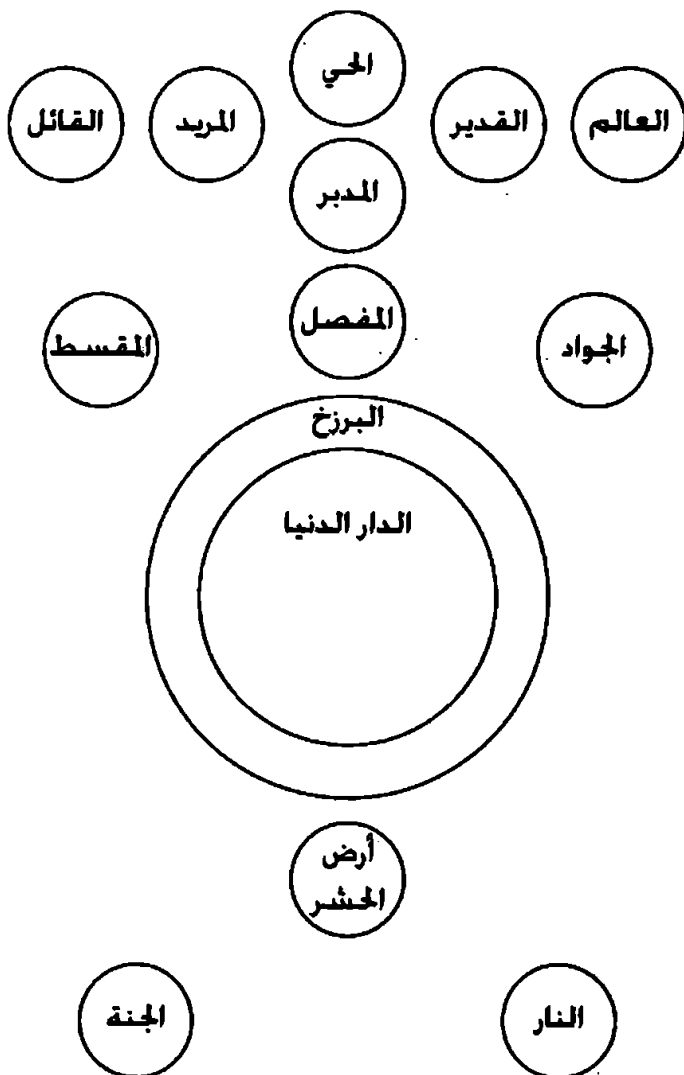 الحي
العالم
القدير
المريد
القائل
المدبر
المفصل
الجواد
المقسط
البرزخ
الدار الدنيا
أرض
الحشر
النار
الجنة